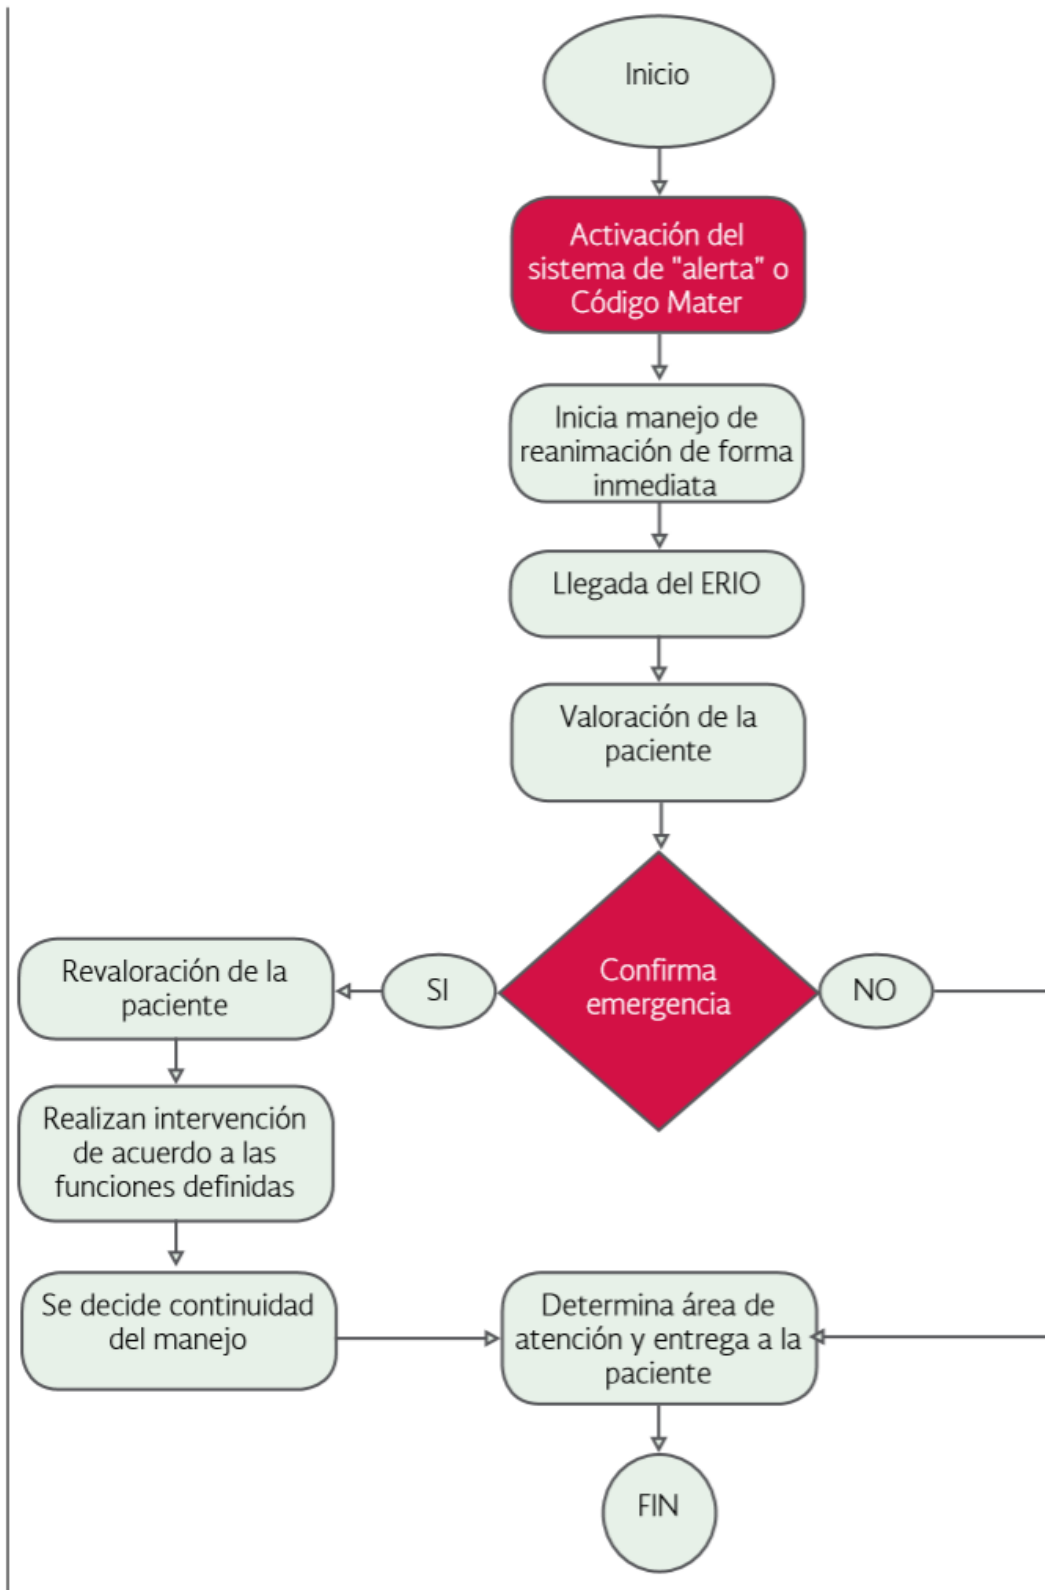 Inicio
Activación del
sistema de "alerta" o
Código Mater
Inicia manejo de
reanimación de forma
inmediata
Llegada del ERIO
Valoración de la
paciente
Confirma
emergencia
SI
NO
Revaloración de la
paciente
Realizan intervención
de acuerdo a las
funciones definidas
Se decide continuidad
del manejo
Determina área de
atención y entrega a la
paciente
FIN